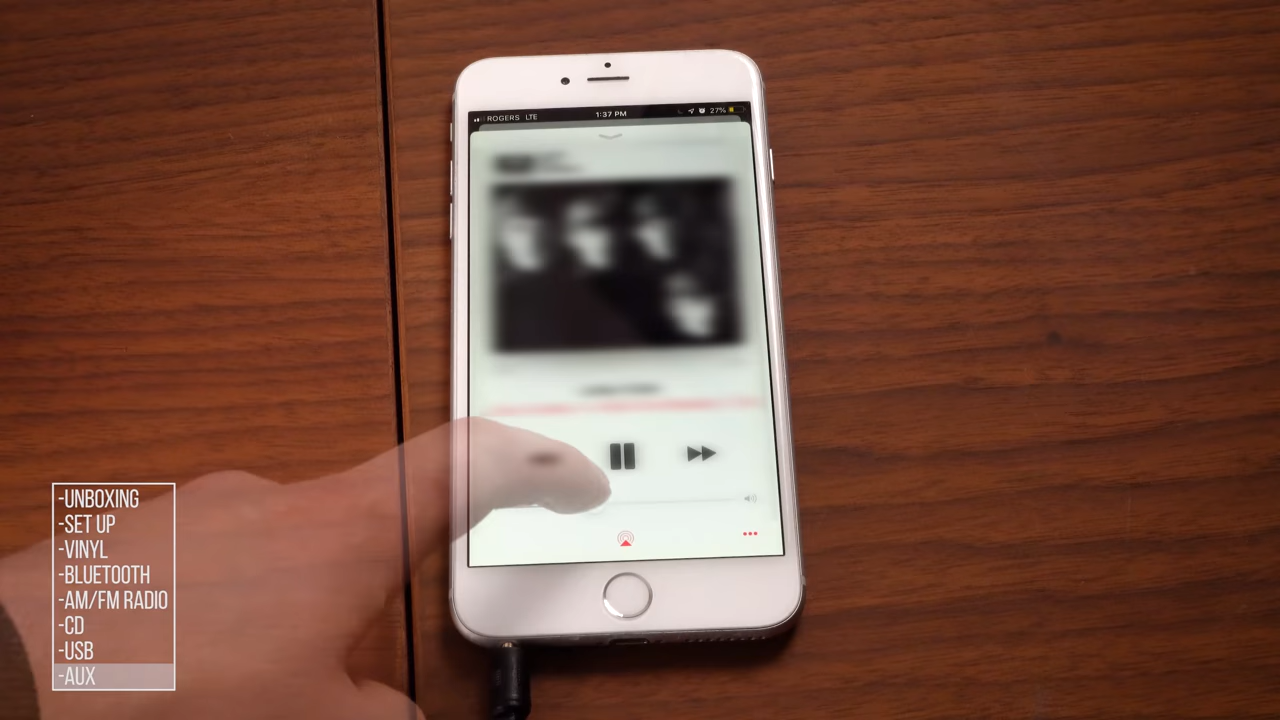 ROGERS LTE 1:37 PM 27%
-UNBOXING
-SET UP
-VINYL
-BLUETOOTH
-AM/FM RADIO
-CD
-USB
-AUX